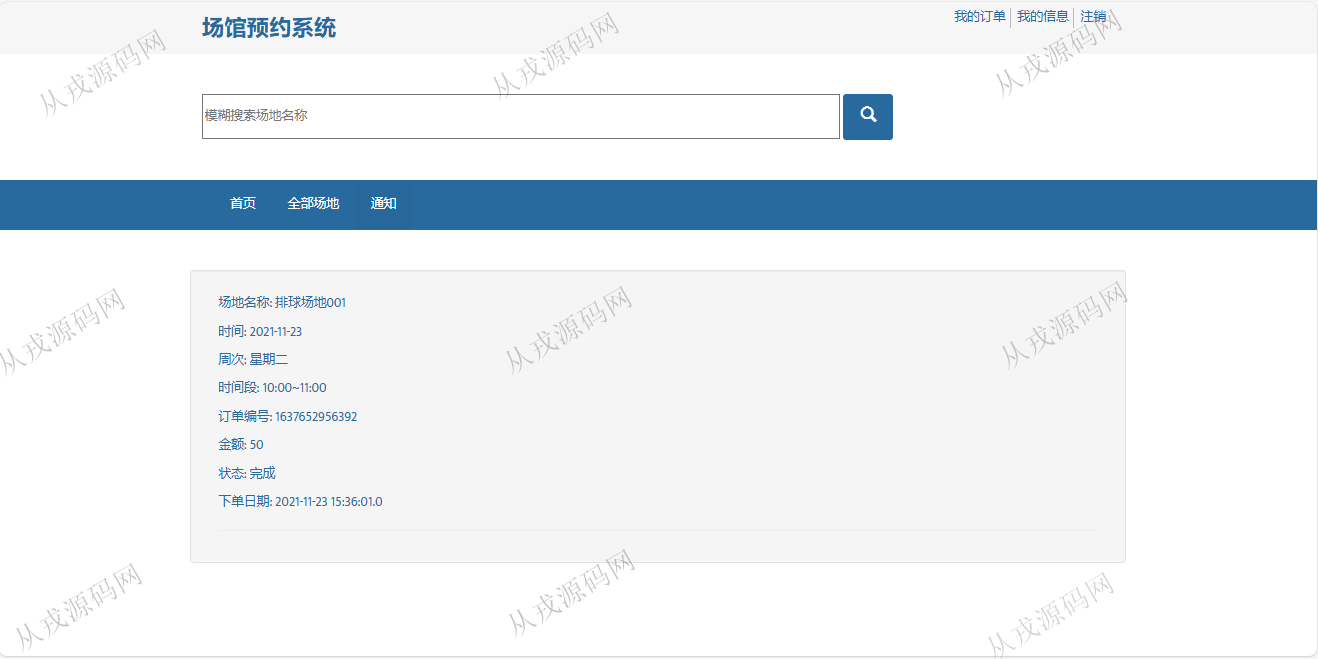 场馆预约系统
我的订单 我的信息 注销
模糊搜索场地名称
首页 全部场地 通知
场地名称: 排球场地001
时间: 2021-11-23
周次: 星期二
时间段: 10:00~11:00
订单编号: 1637652956392
金额: 50
状态: 完成
下单日期: 2021-11-23 15:36:01.0
从戎源码网
从戎源码网
从戎源码网
从戎源码网
从戎源码网
从戎源码网
从戎源码网
从戎源码网
从戎源码网